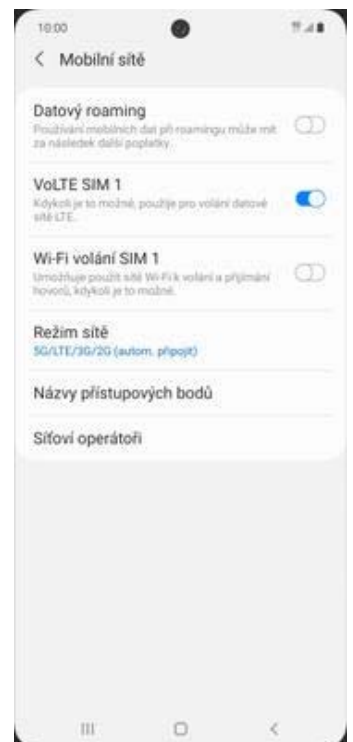 10:00
Mobilní sítě
Datový roaming
Používání mobilních dat při roamingu může mít
za následek další poplatky.
VoLTE SIM 1
Kdykoli je to možné, použije pro volání datové
sítě LTE.
Wi-Fi volání SIM 1
Umožňuje použít sítě Wi-Fi k volání a přijímání
hovorů, kdykoli je to možné.
Režim sítě
5G/LTE/3G/2G (autom. připojit)
Názvy přístupových bodů
Síťoví operátoři